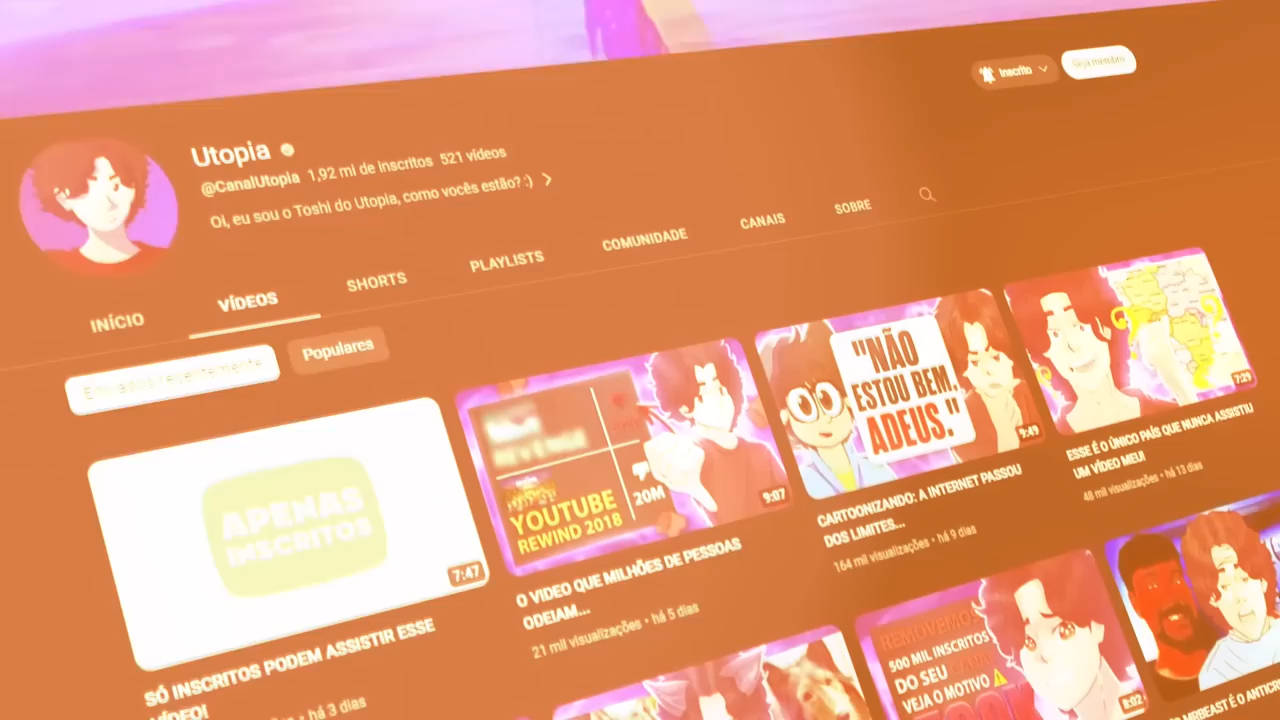 Inscrito
Seja membro
Utopia
@CanalUtopia 1,92 mi de inscritos 521 vídeos
Oi, eu sou o Toshi do Utopia, como vocês estão? :)
INÍCIO VÍDEOS SHORTS PLAYLISTS COMUNIDADE CANAIS SOBRE
Enviados recentemente
Populares
APENAS
INSCRITOS
7:47
SÓ INSCRITOS PODEM ASSISTIR ESSE
VÍDEO!
há 3 dias
YOUTUBE
REWIND 2018
20M
9:07
O VIDEO QUE MILHÕES DE PESSOAS
ODEIAM...
21 mil visualizações • há 5 dias
"NÃO
ESTOU BEM.
ADEUS."
9:49
CARTOONIZANDO: A INTERNET PASSOU
DOS LIMITES...
164 mil visualizações • há 9 dias
7:29
ESSE É O ÚNICO PAÍS QUE NUNCA ASSISTIU
UM VÍDEO MEU!
48 mil visualizações • há 13 dias
REMOVEMOS
500 MIL INSCRITOS
DO SEU
VEJA O MOTIVO
8:02
MRBEAST É O ANTICRI